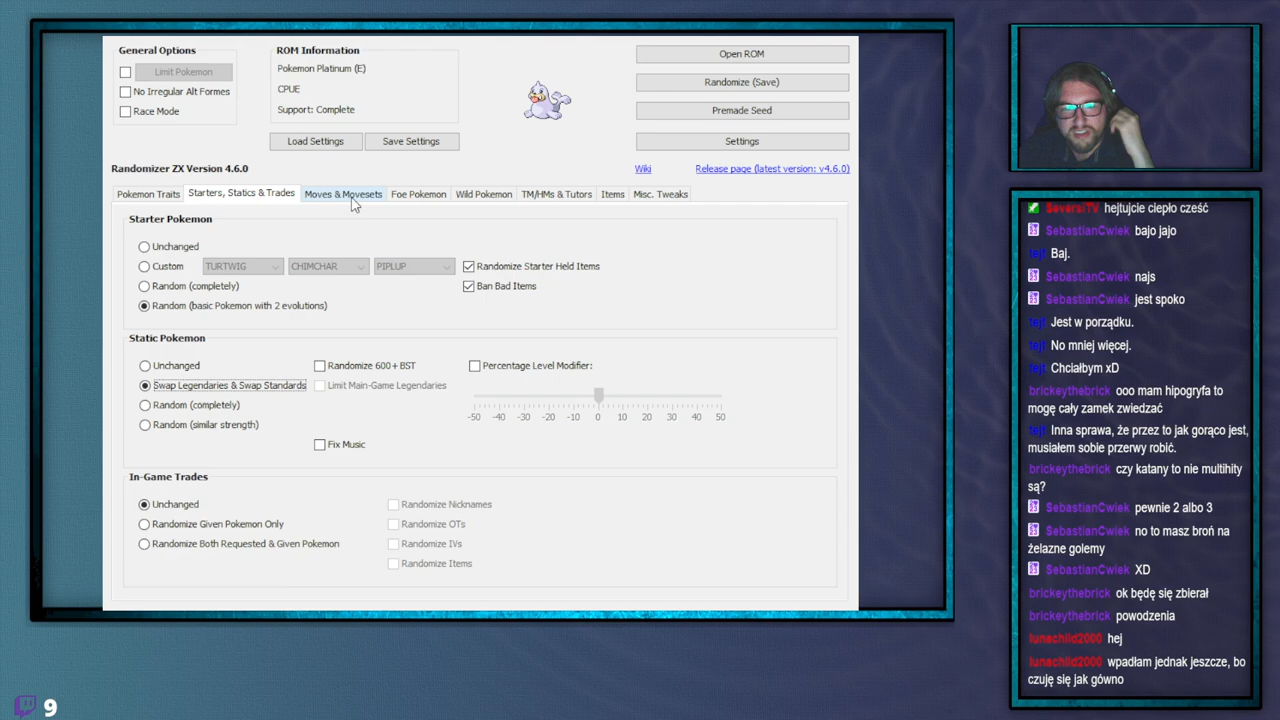 General Options
Limit Pokemon
No Irregular Alt Formes
Race Mode
ROM Information
Pokemon Platinum (E)
CPUE
Support: Complete
Load Settings
Save Settings
Open ROM
Randomize (Save)
Premade Seed
Settings
Randomizer ZX Version 4.6.0
Wiki
Release page (latest version: v4.6.0)
Pokemon Traits
Starters, Statics & Trades
Moves & Movesets
Foe Pokemon
Wild Pokemon
TM/HMs & Tutors
Items
Misc. Tweaks
Starter Pokemon
Unchanged
Custom
TURTWIG
CHIMCHAR
PIPLUP
Randomize Starter Held Items
Random (completely)
Ban Bad Items
Random (basic Pokemon with 2 evolutions)
Static Pokemon
Unchanged
Randomize 600+ BST
Percentage Level Modifier:
Swap Legendaries & Swap Standards
Limit Main-Game Legendaries
Random (completely)
-50 -40 -30 -20 -10 0 10 20 30 40 50
Random (similar strength)
Fix Music
In-Game Trades
Unchanged
Randomize Nicknames
Randomize Given Pokemon Only
Randomize OTs
Randomize Both Requested & Given Pokemon
Randomize IVs
Randomize Items
SeversiTV hejtujcie ciepło cześć
SebastianCwiek bajo jajo
tejt Baj.
SebastianCwiek najs
SebastianCwiek jest spoko
tejt Jest w porządku.
tejt No mniej więcej.
tejt Chciałbym xD
brickeythebrick ooo mam hipogryfa to
mogę cały zamek zwiedzać
tejt Inna sprawa, że przez to jak gorąco jest,
musiałem sobie przerwy robić.
brickeythebrick czy katany to nie multihity
są?
SebastianCwiek pewnie 2 albo 3
SebastianCwiek no to masz broń na
żelazne golemy
SebastianCwiek XD
brickeythebrick ok będę się zbierał
brickeythebrick powodzenia
lunachild2000 hej
lunachild2000 wpadłam jednak jeszcze, bo
czuję się jak gówno
9